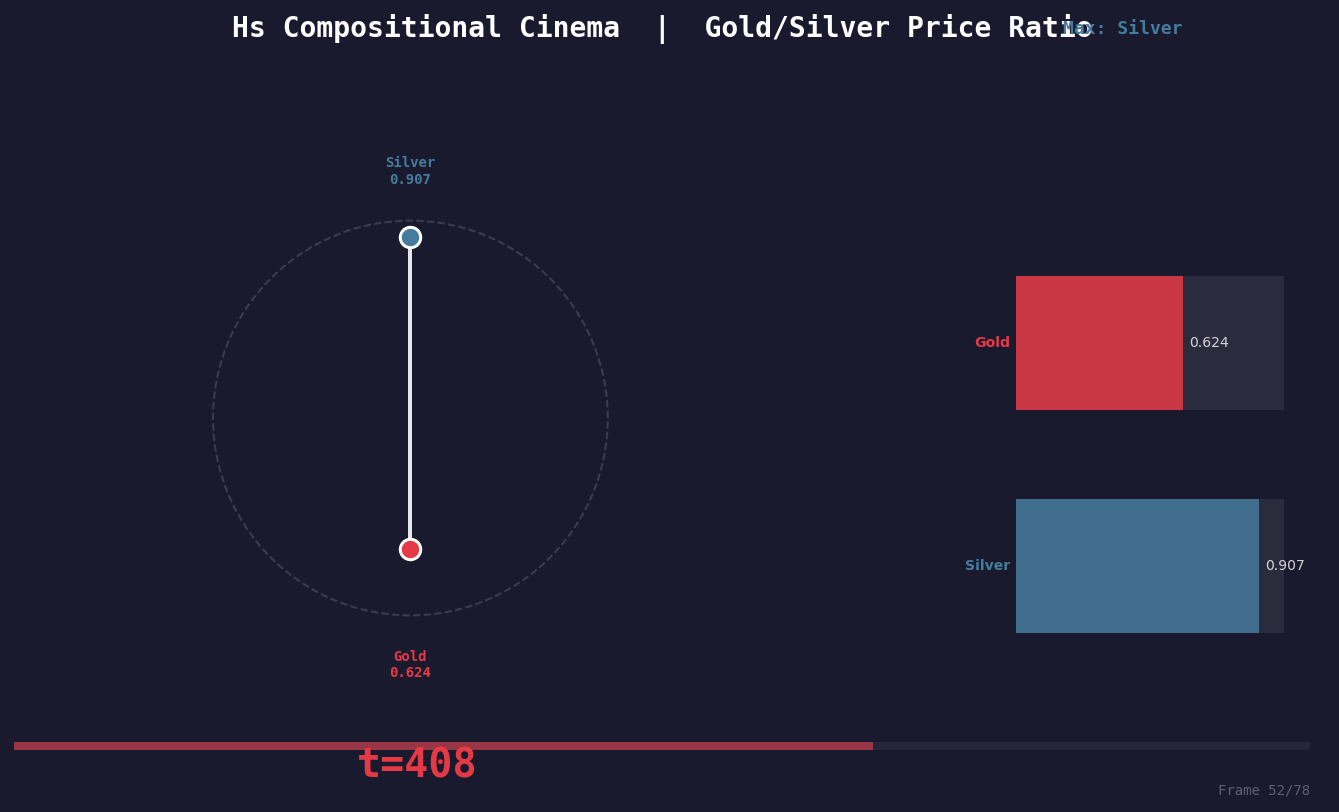 Hs Compositional Cinema | Gold/Silver Price Ratio
Max: Silver
Silver
0.907
Gold
0.624
Silver
0.907
Gold
0.624
t=408
Frame 52/78